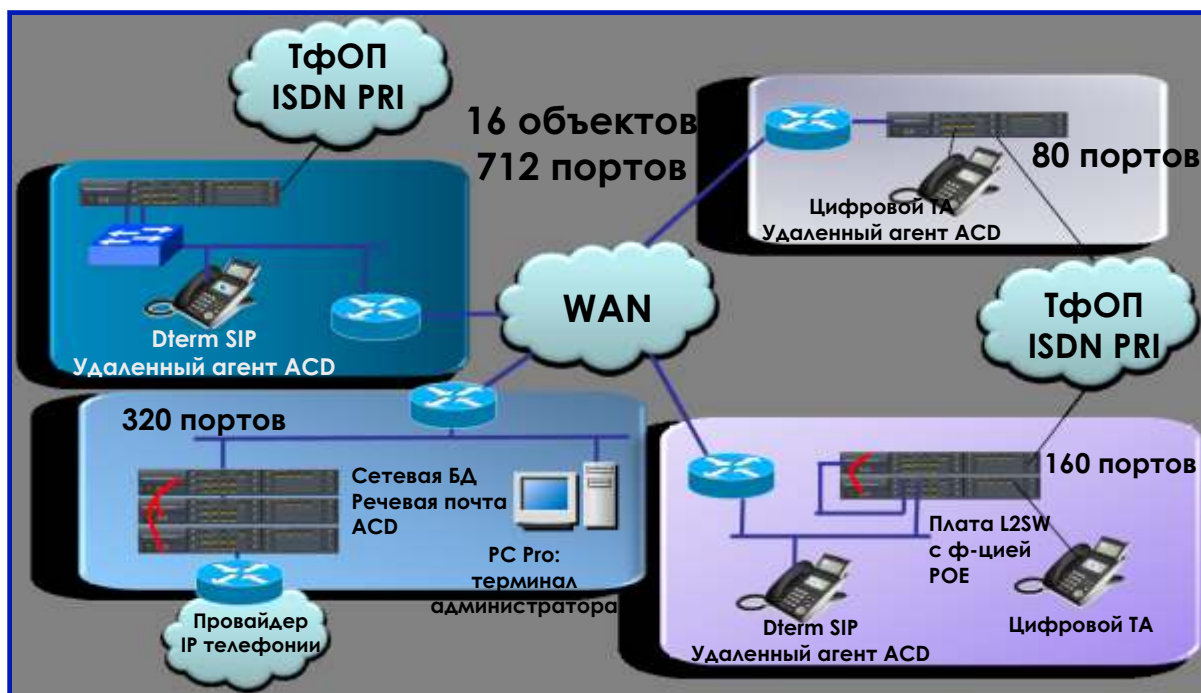 ТфОП
ISDN PRI
16 объектов
712 портов
80 портов
Цифровой ТА
Удаленный агент ACD
WAN
ТфОП
ISDN PRI
Dterm SIP
Удаленный агент ACD
320 портов
Сетевая БД
Речевая почта
ACD
PC Pro:
терминал
администратора
Провайдер
IP телефонии
160 портов
Плата L2SW
с ф-цией
POE
Dterm SIP
Удаленный агент ACD
Цифровой ТА